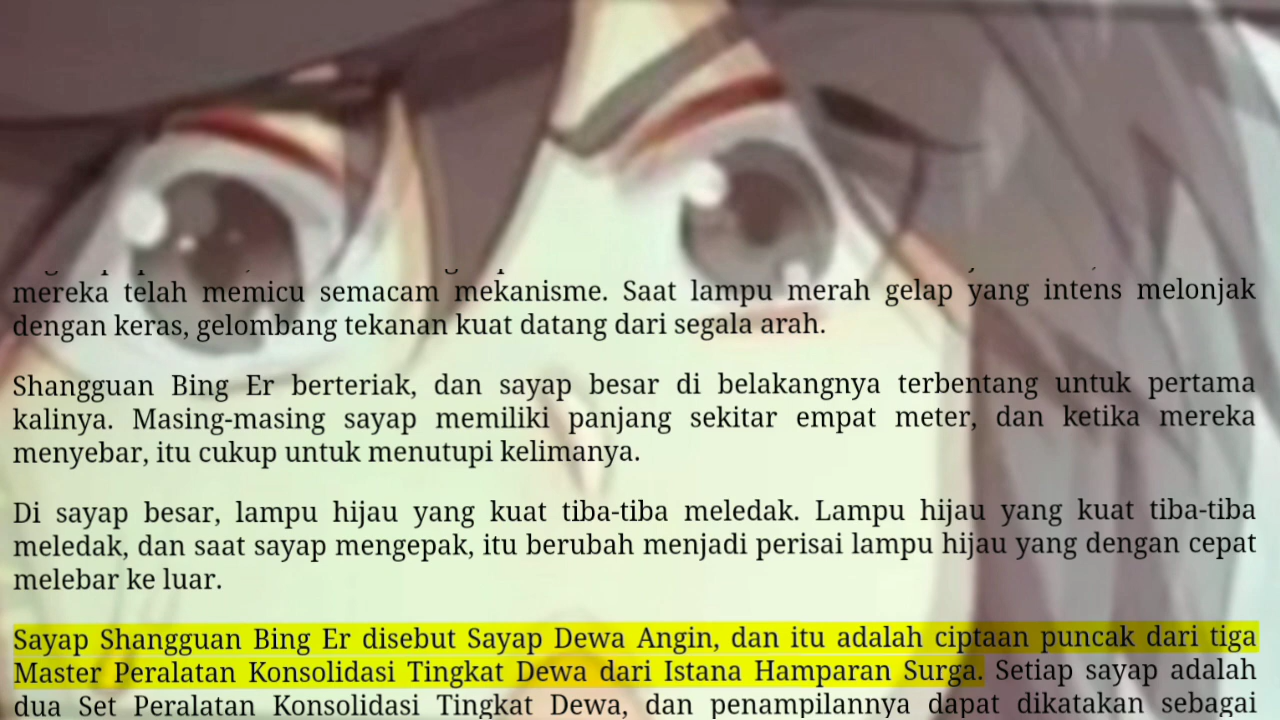 mereka telah memicu semacam mekanisme. Saat lampu merah gelap yang intens melonjak
dengan keras, gelombang tekanan kuat datang dari segala arah.
Shangguan Bing Er berteriak, dan sayap besar di belakangnya terbentang untuk pertama
kalinya. Masing-masing sayap memiliki panjang sekitar empat meter, dan ketika mereka
menyebar, itu cukup untuk menutupi kelimanya.
Di sayap besar, lampu hijau yang kuat tiba-tiba meledak. Lampu hijau yang kuat tiba-tiba
meledak, dan saat sayap mengepak, itu berubah menjadi perisai lampu hijau yang dengan cepat
melebar ke luar.
Sayap Shangguan Bing Er disebut Sayap Dewa Angin, dan itu adalah ciptaan puncak dari tiga
Master Peralatan Konsolidasi Tingkat Dewa dari Istana Hamparan Surga. Setiap sayap adalah
dua Set Peralatan Konsolidasi Tingkat Dewa, dan penampilannya dapat dikatakan sebagai